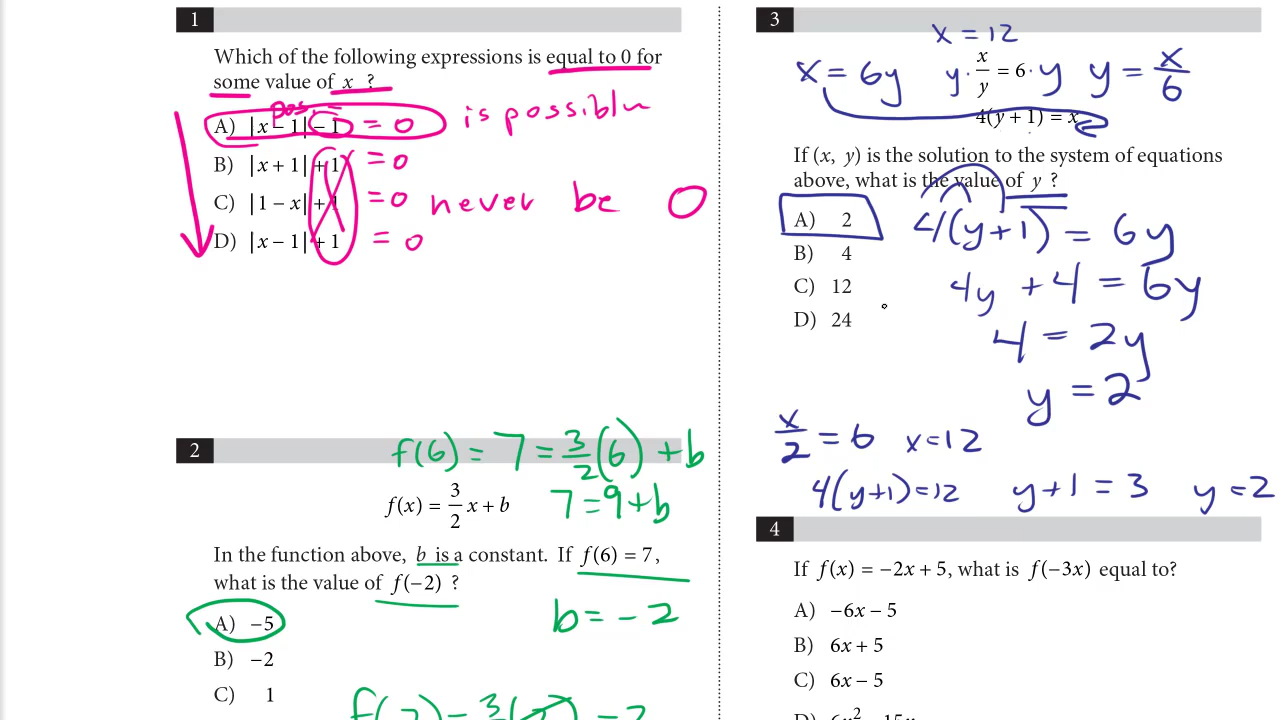 1
Which of the following expressions is equal to 0 for
some value of x ?
pos.
A) |x − 1| − 1 = 0 is possible
B) |x + 1| + 1 = 0
C) |1 − x| + 1 = 0 never be 0
D) |x − 1| + 1 = 0
2
f(6) = 7 = 3/2 (6) + b
f(x) = 3/2 x + b
7 = 9 + b
In the function above, b is a constant. If f(6) = 7,
what is the value of f(−2) ?
b = −2
A) −5
B) −2
C) 1
3
x = 12
x = 6y
y · x/y = 6 · y
y = x/6
4(y + 1) = x
If (x, y) is the solution to the system of equations
above, what is the value of y ?
A) 2
B) 4
C) 12
D) 24
4(y + 1) = 6y
4y + 4 = 6y
4 = 2y
y = 2
x/2 = 6 x = 12
4(y+1) = 12 y + 1 = 3 y = 2
4
If f(x) = −2x + 5, what is f(−3x) equal to?
A) −6x − 5
B) 6x + 5
C) 6x − 5